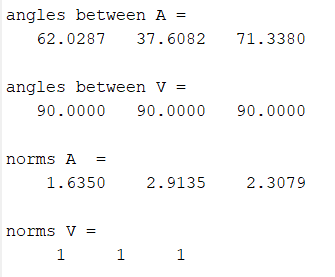 angles between A =
62.0287 37.6082 71.3380
angles between V =
90.0000 90.0000 90.0000
norms A =
1.6350 2.9135 2.3079
norms V =
1 1 1